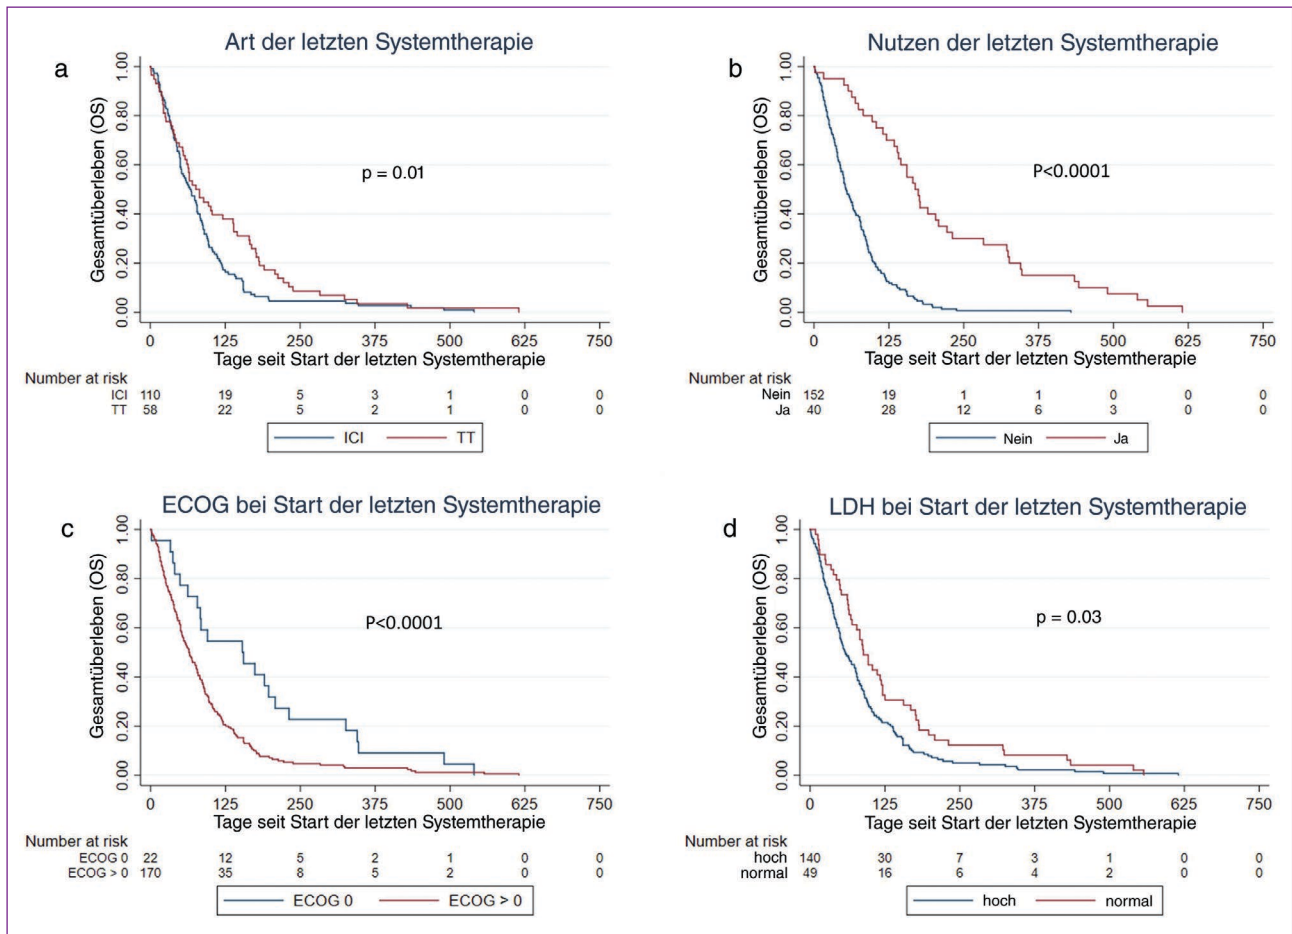 Art der letzten Systemtherapie
a
Gesamtüberleben (OS)
1.00
0.80
0.60
0.40
0.20
0.00
p = 0.01
0 125 250 375 500 625 750
Tage seit Start der letzten Systemtherapie
Number at risk
ICI 110 19 5 3 1 0 0
TT 58 22 5 2 1 0 0
ICI TT
Nutzen der letzten Systemtherapie
b
Gesamtüberleben (OS)
1.00
0.80
0.60
0.40
0.20
0.00
P<0.0001
0 125 250 375 500 625 750
Tage seit Start der letzten Systemtherapie
Number at risk
Nein 152 19 1 1 0 0 0
Ja 40 28 12 6 3 0 0
Nein Ja
ECOG bei Start der letzten Systemtherapie
c
Gesamtüberleben (OS)
1.00
0.80
0.60
0.40
0.20
0.00
P<0.0001
0 125 250 375 500 625 750
Tage seit Start der letzten Systemtherapie
Number at risk
ECOG 0 22 12 5 2 1 0 0
ECOG > 0 170 35 8 5 2 0 0
ECOG 0 ECOG > 0
LDH bei Start der letzten Systemtherapie
d
Gesamtüberleben (OS)
1.00
0.80
0.60
0.40
0.20
0.00
p = 0.03
0 125 250 375 500 625 750
Tage seit Start der letzten Systemtherapie
Number at risk
hoch 140 30 7 3 1 0 0
normal 49 16 6 4 2 0 0
hoch normal